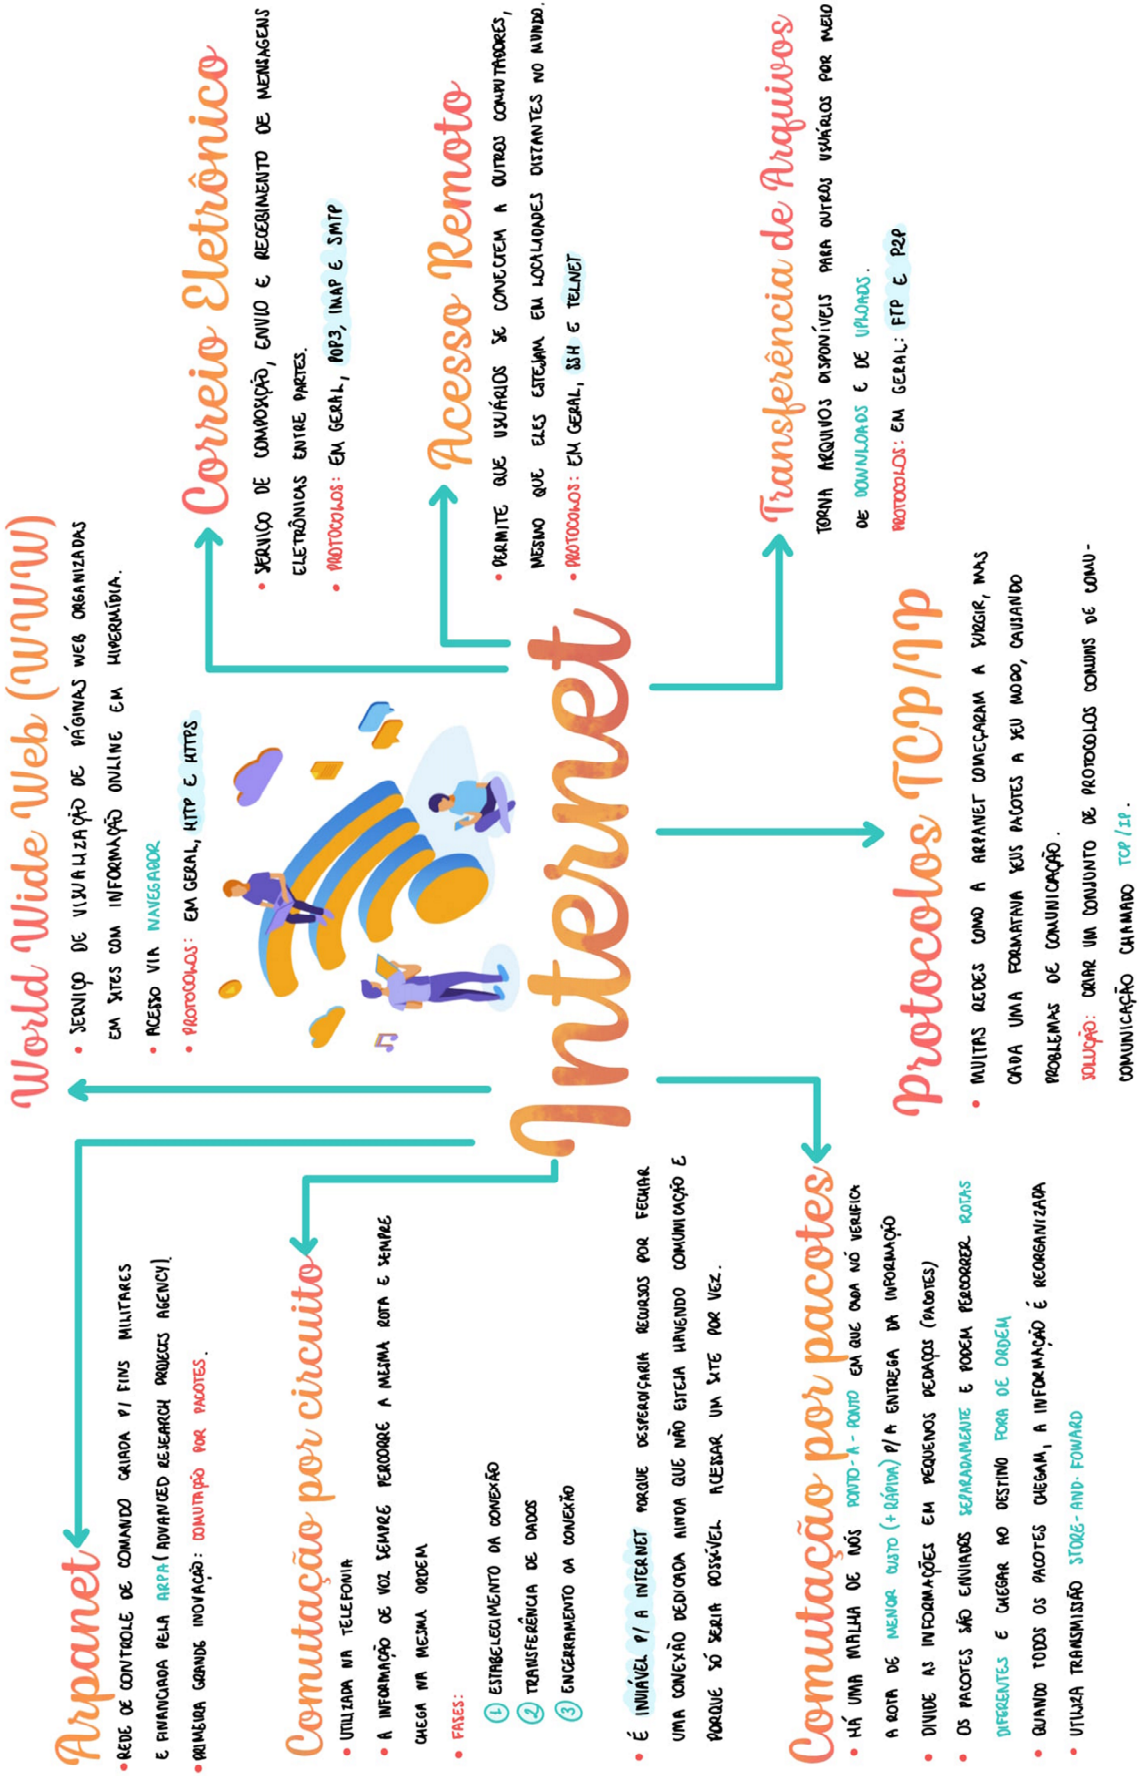 Arpanet
• REDE DE CONTROLE DE COMANDO CRIADA P/ FINS MILITARES
E FINANCIADA PELA ARPA (ADVANCED RESEARCH PROJECTS AGENCY).
• PRIMEIRA GRANDE INOVAÇÃO: COMUTAÇÃO POR PACOTES.
World Wide Web (WWW)
• SERVIÇO DE VISUALIZAÇÃO DE PÁGINAS WEB ORGANIZADAS
EM SITES COM INFORMAÇÃO ONLINE EM HIPERMÍDIA.
• ACESSO VIA NAVEGADOR
• PROTOCOLOS: EM GERAL, HTTP E HTTPS
Correio Eletrônico
• SERVIÇO DE COMPOSIÇÃO, ENVIO E RECEBIMENTO DE MENSAGENS
ELETRÔNICAS ENTRE PARTES.
• PROTOCOLOS: EM GERAL, POP3, IMAP E SMTP
Comutação por circuito
• UTILIZADA NA TELEFONIA
• A INFORMAÇÃO DE VOZ SEMPRE PERCORRE A MESMA ROTA E SEMPRE
CHEGA NA MESMA ORDEM
• FASES:
1 ESTABELECIMENTO DA CONEXÃO
2 TRANSFERÊNCIA DE DADOS
3 ENCERRAMENTO DA CONEXÃO
• É INVIÁVEL P/ A INTERNET PORQUE DESPERDIÇARIA RECURSOS POR FECHAR
UMA CONEXÃO DEDICADA AINDA QUE NÃO ESTEJA HAVENDO COMUNICAÇÃO E
PORQUE SÓ SERIA POSSÍVEL ACESSAR UM SITE POR VEZ.
Internet
Acesso Remoto
• PERMITE QUE USUÁRIOS SE CONECTEM A OUTROS COMPUTADORES,
MESMO QUE ELES ESTEJAM EM LOCALIDADES DISTANTES NO MUNDO.
• PROTOCOLOS: EM GERAL, SSH E TELNET
Comutação por pacotes
• HÁ UMA MALHA DE NÓS PONTO-A-PONTO EM QUE CADA NÓ VERIFICA
A ROTA DE MENOR CUSTO (+ RÁPIDA) P/ A ENTREGA DA INFORMAÇÃO
• DIVIDE AS INFORMAÇÕES EM PEQUENOS PEDAÇOS (PACOTES)
• OS PACOTES SÃO ENVIADOS SEPARADAMENTE E PODEM PERCORRER ROTAS
DIFERENTES E CHEGAR AO DESTINO FORA DE ORDEM
• QUANDO TODOS OS PACOTES CHEGAM, A INFORMAÇÃO É REORGANIZADA
• UTILIZA TRANSMISSÃO STORE-AND-FOWARD
Protocolos TCP/IP
• MUITAS REDES COMO A ARPANET COMEÇARAM A SURGIR, MAS
CADA UMA FORMATAVA SEUS PACOTES A SEU MODO, CAUSANDO
PROBLEMAS DE COMUNICAÇÃO.
SOLUÇÃO: CRIAR UM CONJUNTO DE PROTOCOLOS COMUNS DE COMU-
COMUNICAÇÃO CHAMADO TCP/IP.
Transferência de Arquivos
TORNA ARQUIVOS DISPONÍVEIS PARA OUTROS USUÁRIOS POR MEIO
DE DOWNLOADS E DE UPLOADS.
PROTOCOLOS: EM GERAL: FTP E P2P